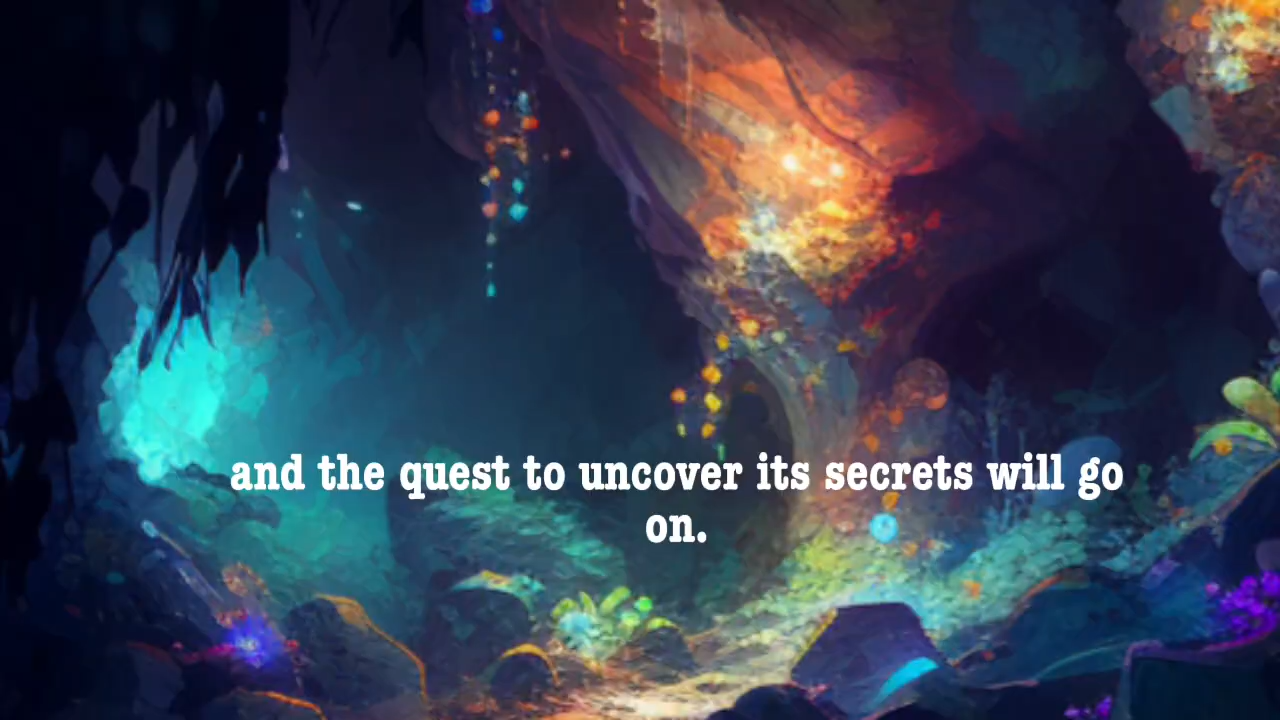 and the quest to uncover its secrets will go
on.